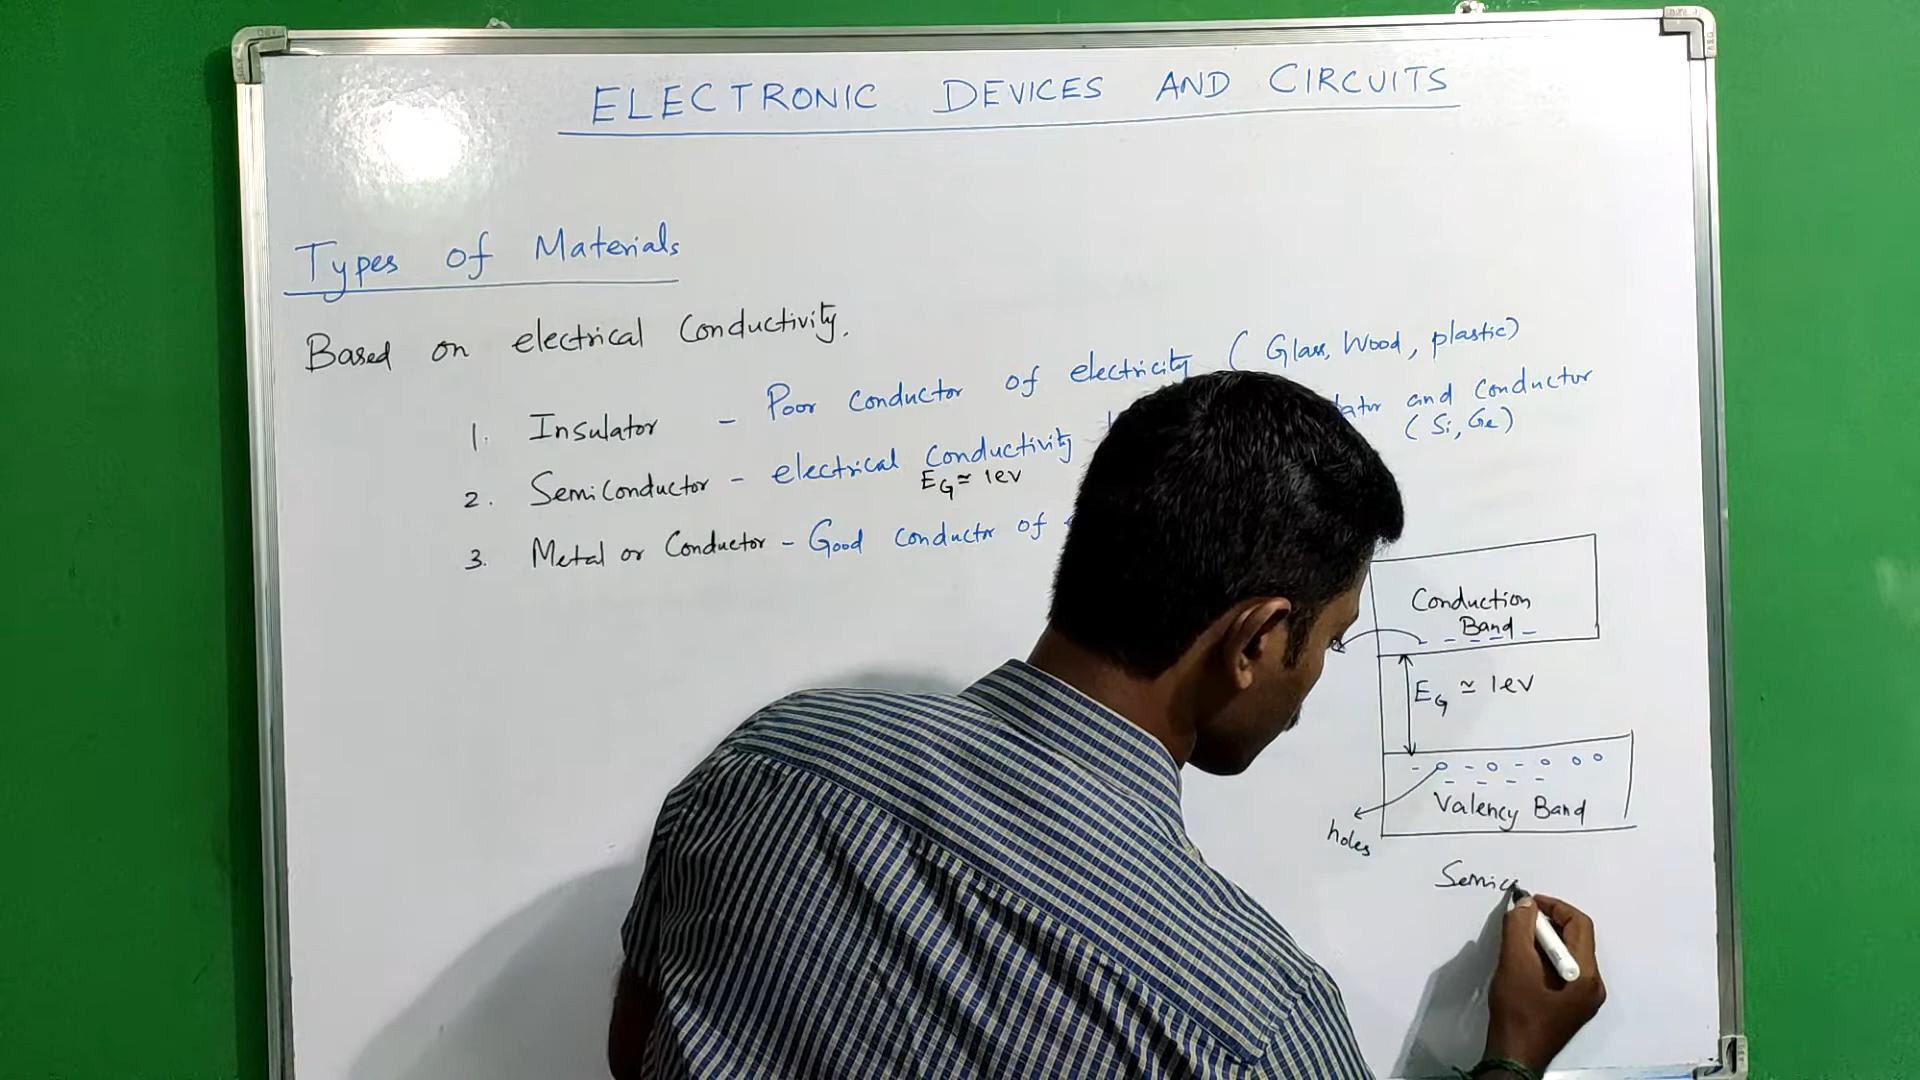 ELECTRONIC DEVICES AND CIRCUITS
Types of Materials
Based on electrical Conductivity.
1. Insulator - Poor conductor of electricity (Glass, Wood, plastic)
2. Semiconductor - electrical conductivity and conductor
(Si, Ge)
EG ≃ 1ev
3. Metal or Conductor - Good conductor of
Conduction
Band
EG ≃ 1ev
Valency Band
holes
Semic